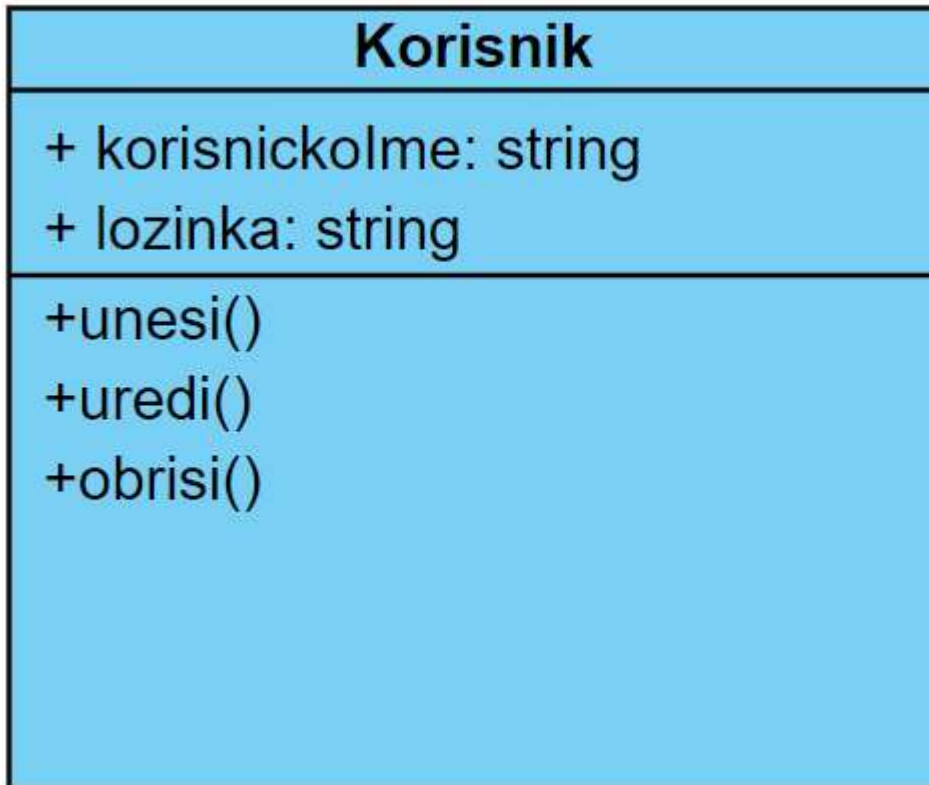 Korisnik
+ korisnickoIme: string
+ lozinka: string
+unesi()
+uredi()
+obrisi()